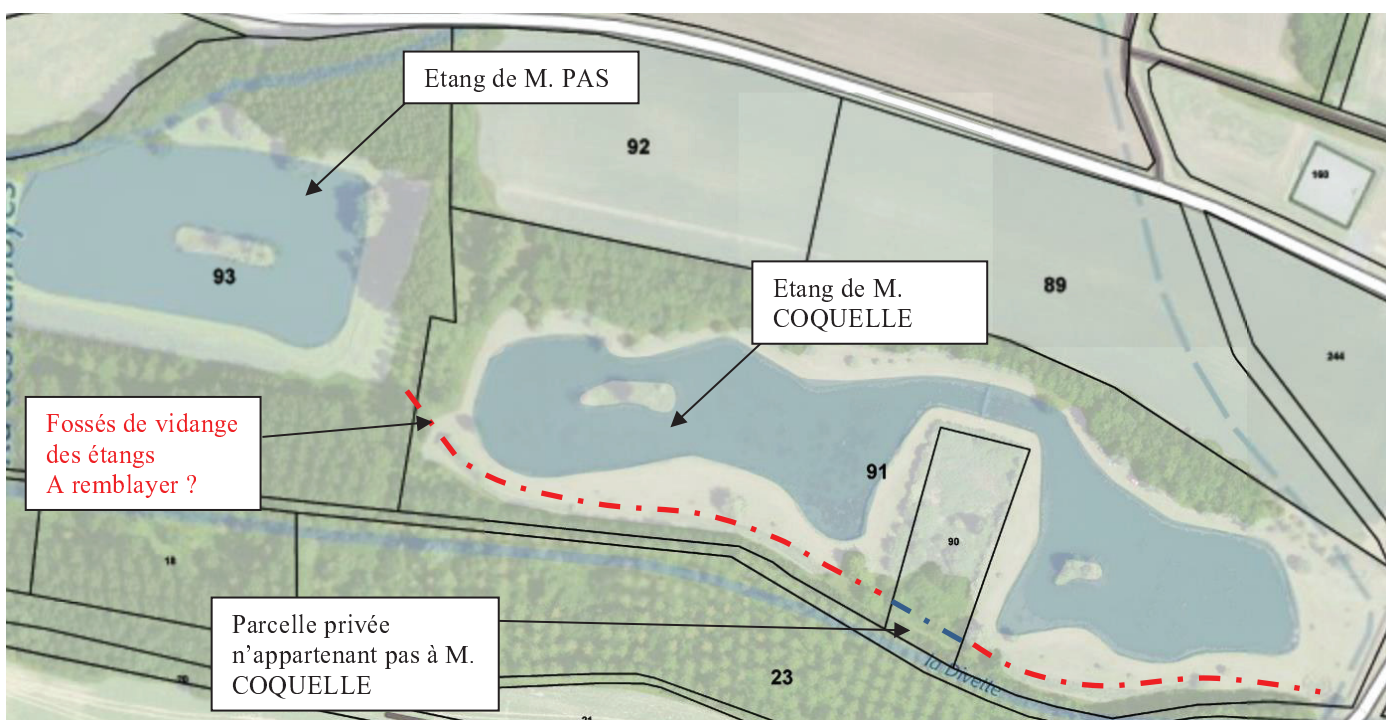 Etang de M. PAS
92
160
93
Etang de M.
COQUELLE
89
244
Fossés de vidange
des étangs
A remblayer ?
91
90
18
Parcelle privée
n'appartenant pas à M.
COQUELLE
la Divette
23